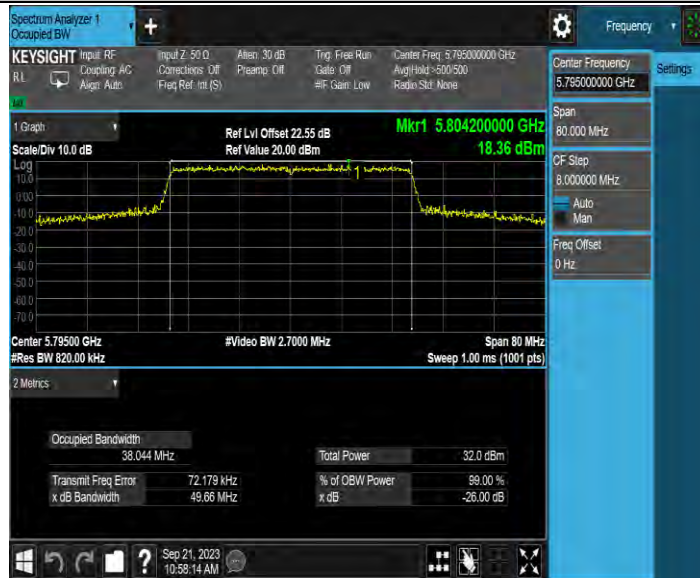 Spectrum Analyzer 1
Occupied BW
Frequency
KEYSIGHT
RL
Input: RF
Coupling: AC
Align: Auto
Input Z: 50 Ω
Corrections: Off
Freq Ref: Int (S)
Atten: 30 dB
Preamp: Off
Trig: Free Run
Gate: Off
#IF Gain: Low
Center Freq: 5.795000000 GHz
Avg|Hold:>500/500
Radio Std: None
Center Frequency
5.795000000 GHz
Settings
Span
80.000 MHz
CF Step
8.000000 MHz
Auto
Man
Freq Offset
0 Hz
1 Graph
Scale/Div 10.0 dB
Ref Lvl Offset 22.55 dB
Ref Value 20.00 dBm
Mkr1 5.804200000 GHz
18.36 dBm
Log
10.0
0.00
-10.0
-20.0
-30.0
-40.0
-50.0
-60.0
-70.0
1
Center 5.79500 GHz
#Video BW 2.7000 MHz
Span 80 MHz
#Res BW 820.00 kHz
Sweep 1.00 ms (1001 pts)
2 Metrics
Occupied Bandwidth
38.044 MHz
Total Power 32.0 dBm
Transmit Freq Error 72.179 kHz
% of OBW Power 99.00 %
x dB Bandwidth 49.66 MHz
x dB -26.00 dB
?
Sep 21, 2023
10:58:14 AM